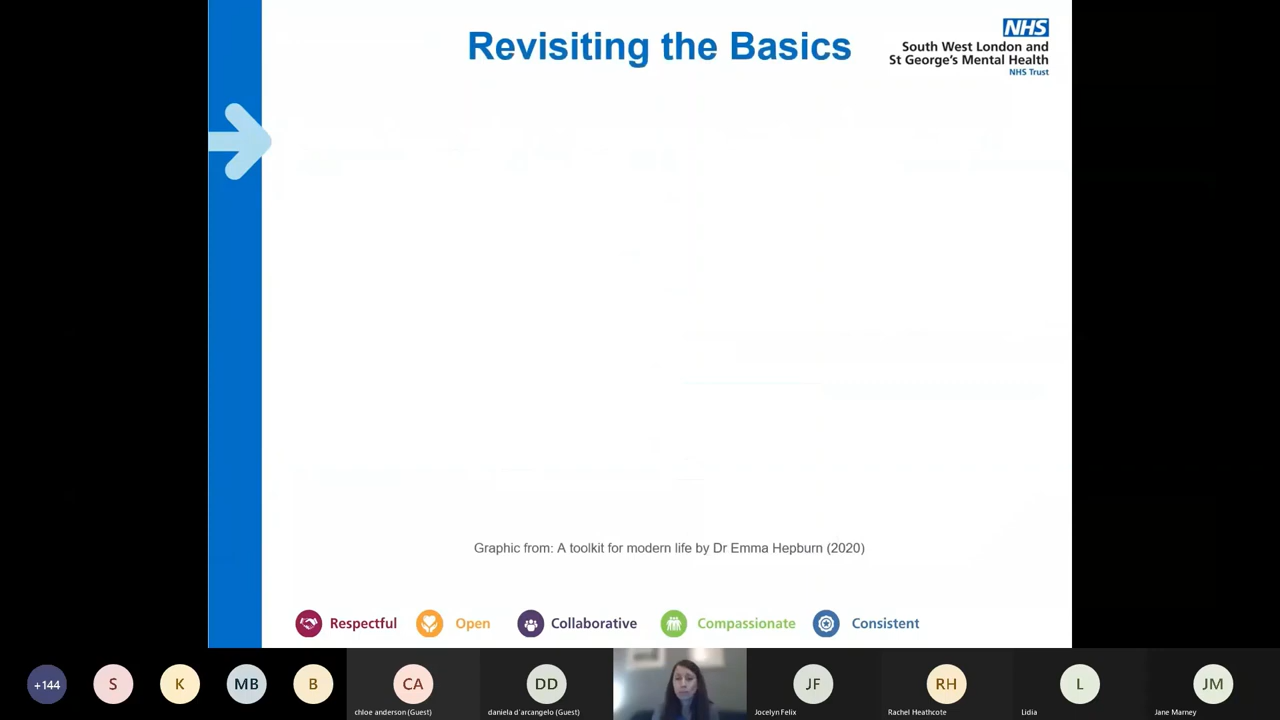 Revisiting the Basics
NHS
South West London and
St George's Mental Health
NHS Trust
Graphic from: A toolkit for modern life by Dr Emma Hepburn (2020)
Respectful
Open
Collaborative
Compassionate
Consistent
+144
S
K
MB
B
CA
DD
JF
RH
L
JM
chloe anderson (Guest)
daniela d'arcangelo (Guest)
Jocelyn Felix
Rachel Heathcote
Lidia
Jane Marney